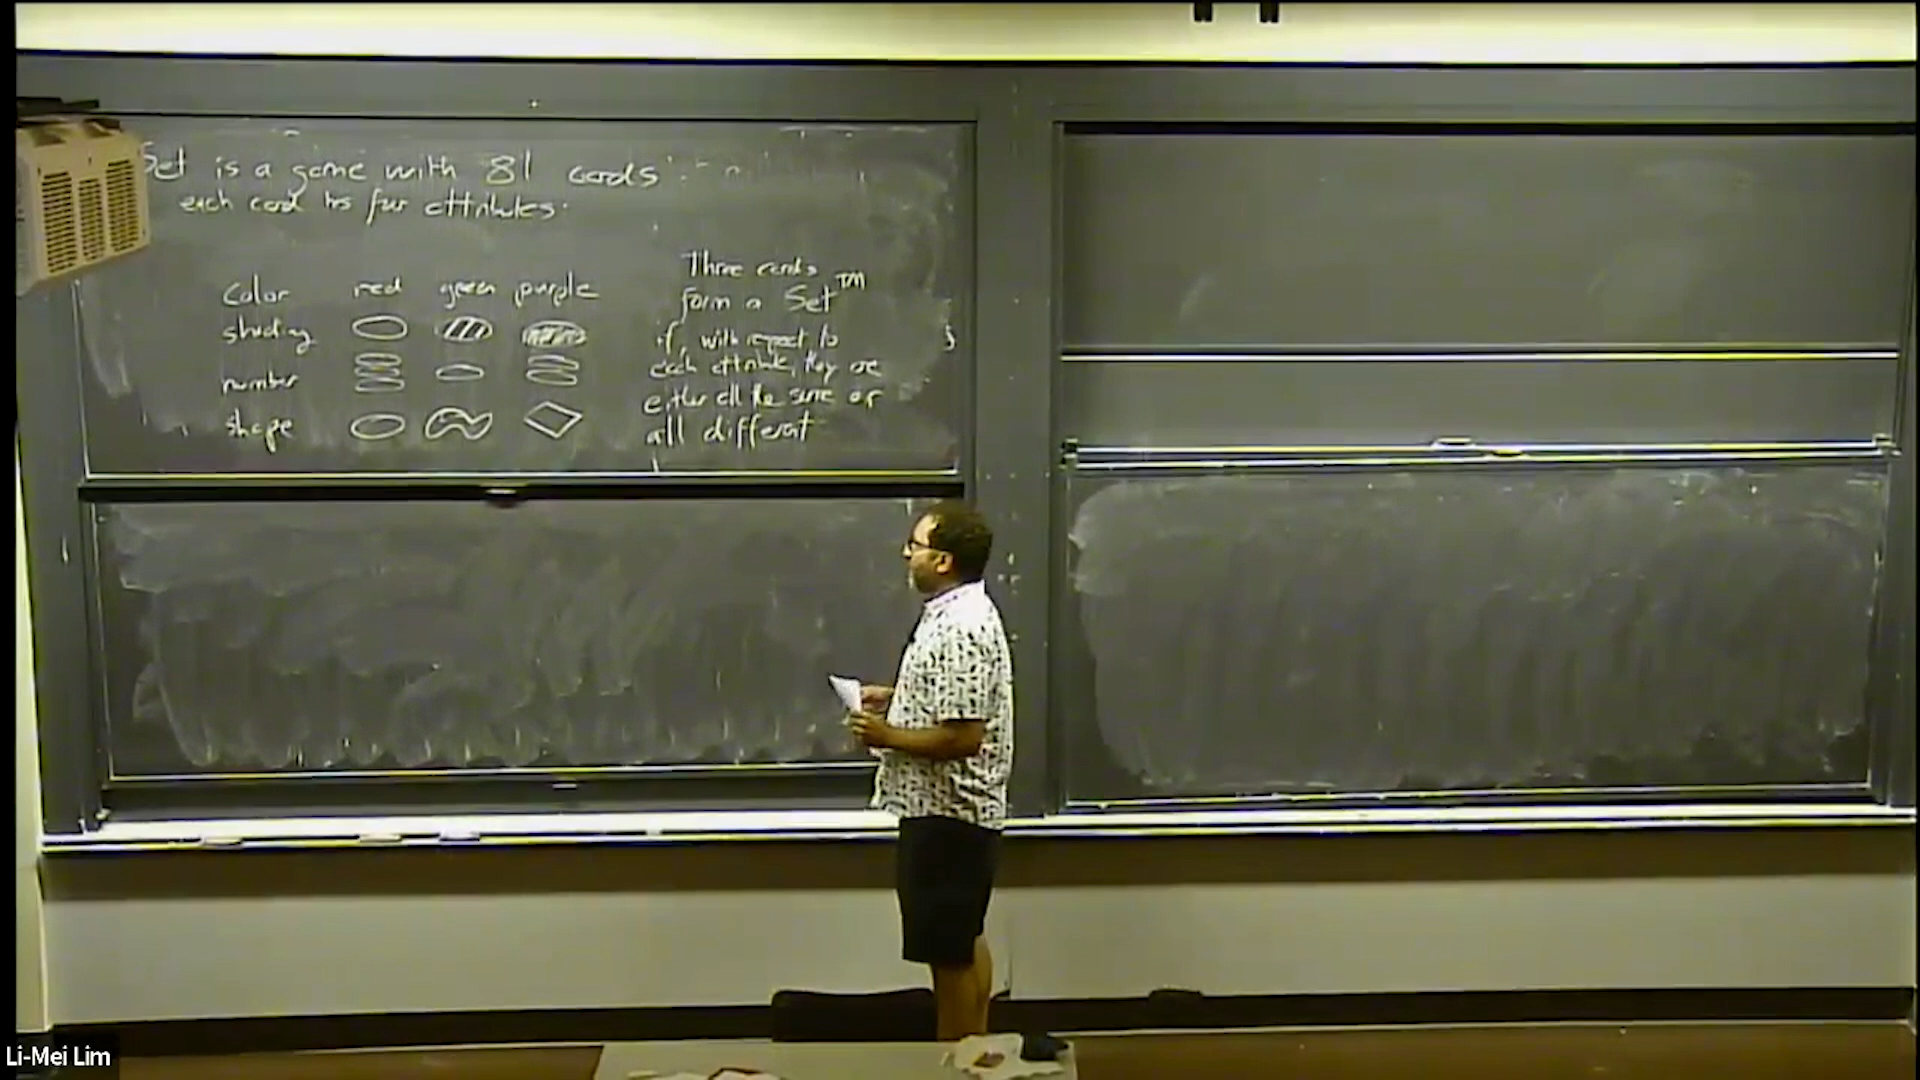 Set is a game with 81 cards
each card has four attributes.
Color red green purple
shading
number
shape
Three cards
form a Set™
if, with respect to
each attribute, they are
either all the same or
all different
Li-Mei Lim